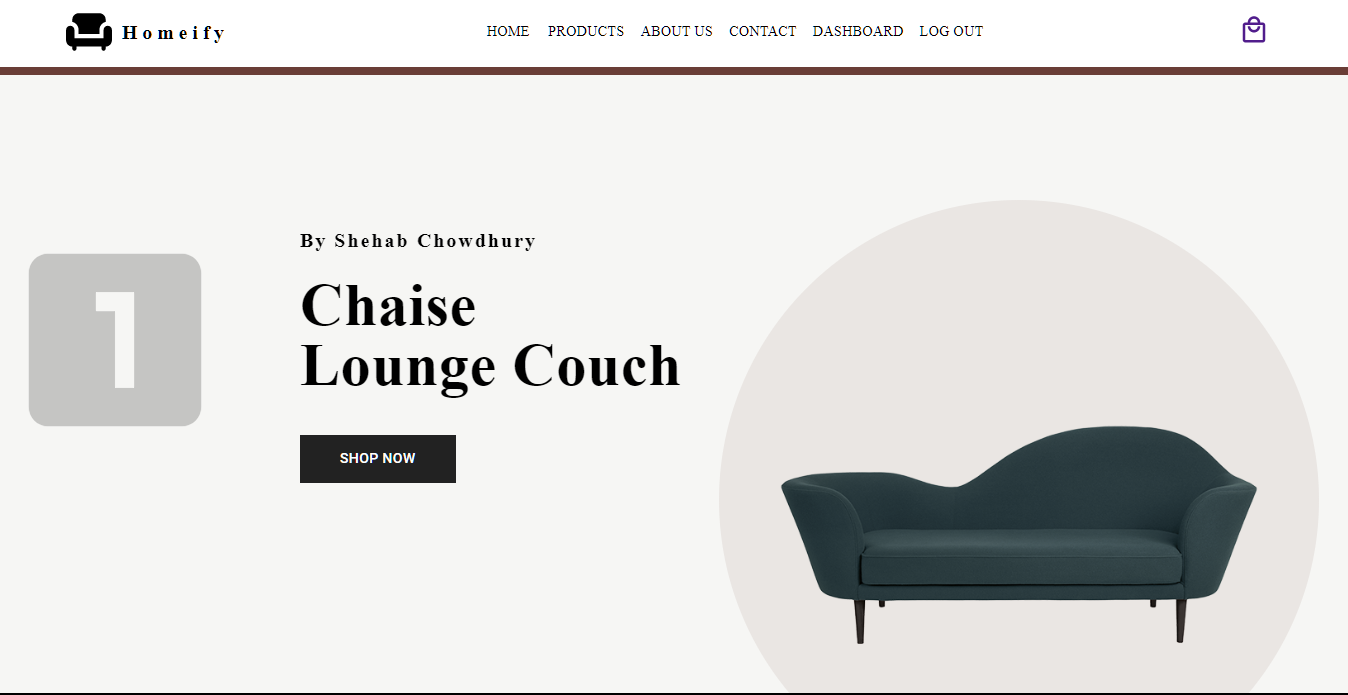 Homeify
HOME PRODUCTS ABOUT US CONTACT DASHBOARD LOG OUT
1
By Shehab Chowdhury
Chaise
Lounge Couch
SHOP NOW